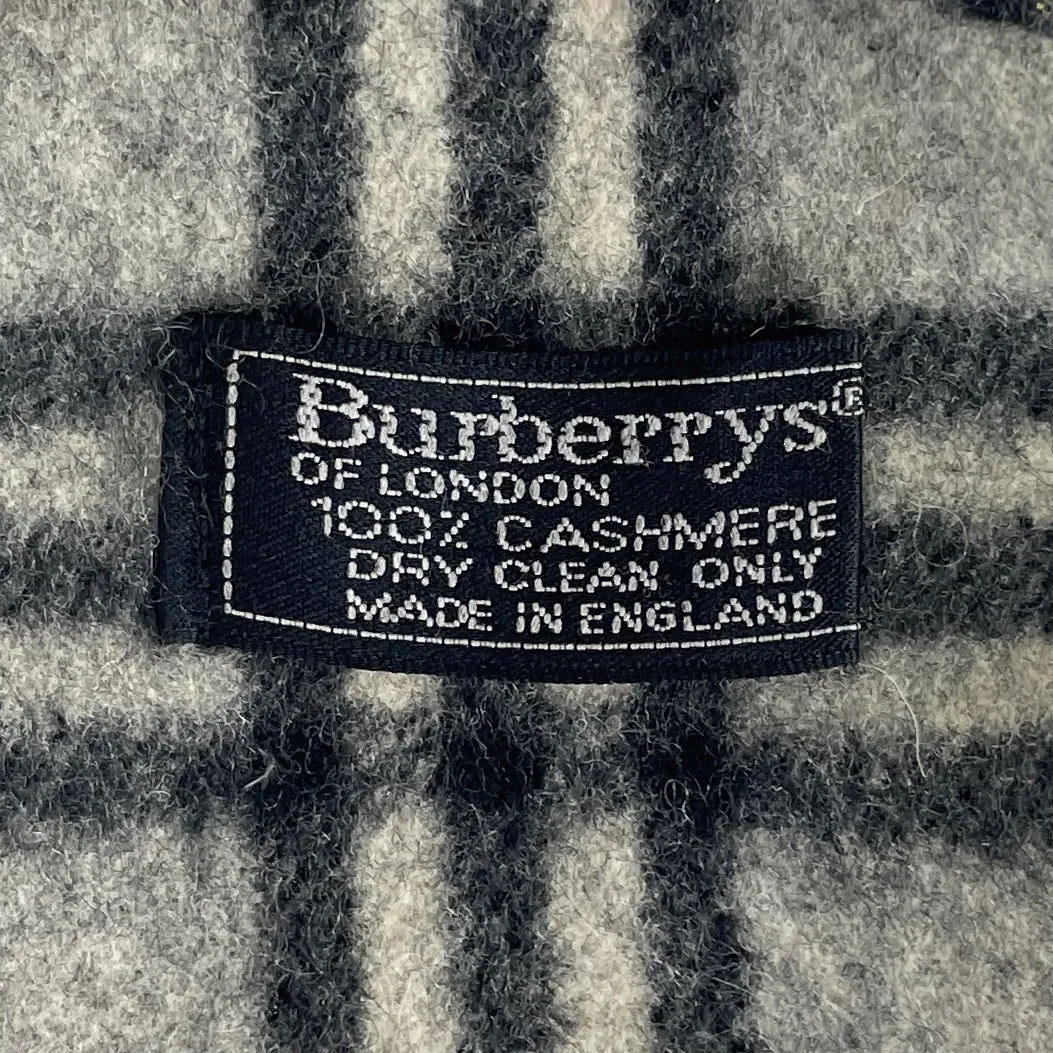 Burberrys®
OF LONDON
100% CASHMERE
DRY CLEAN ONLY
MADE IN ENGLAND